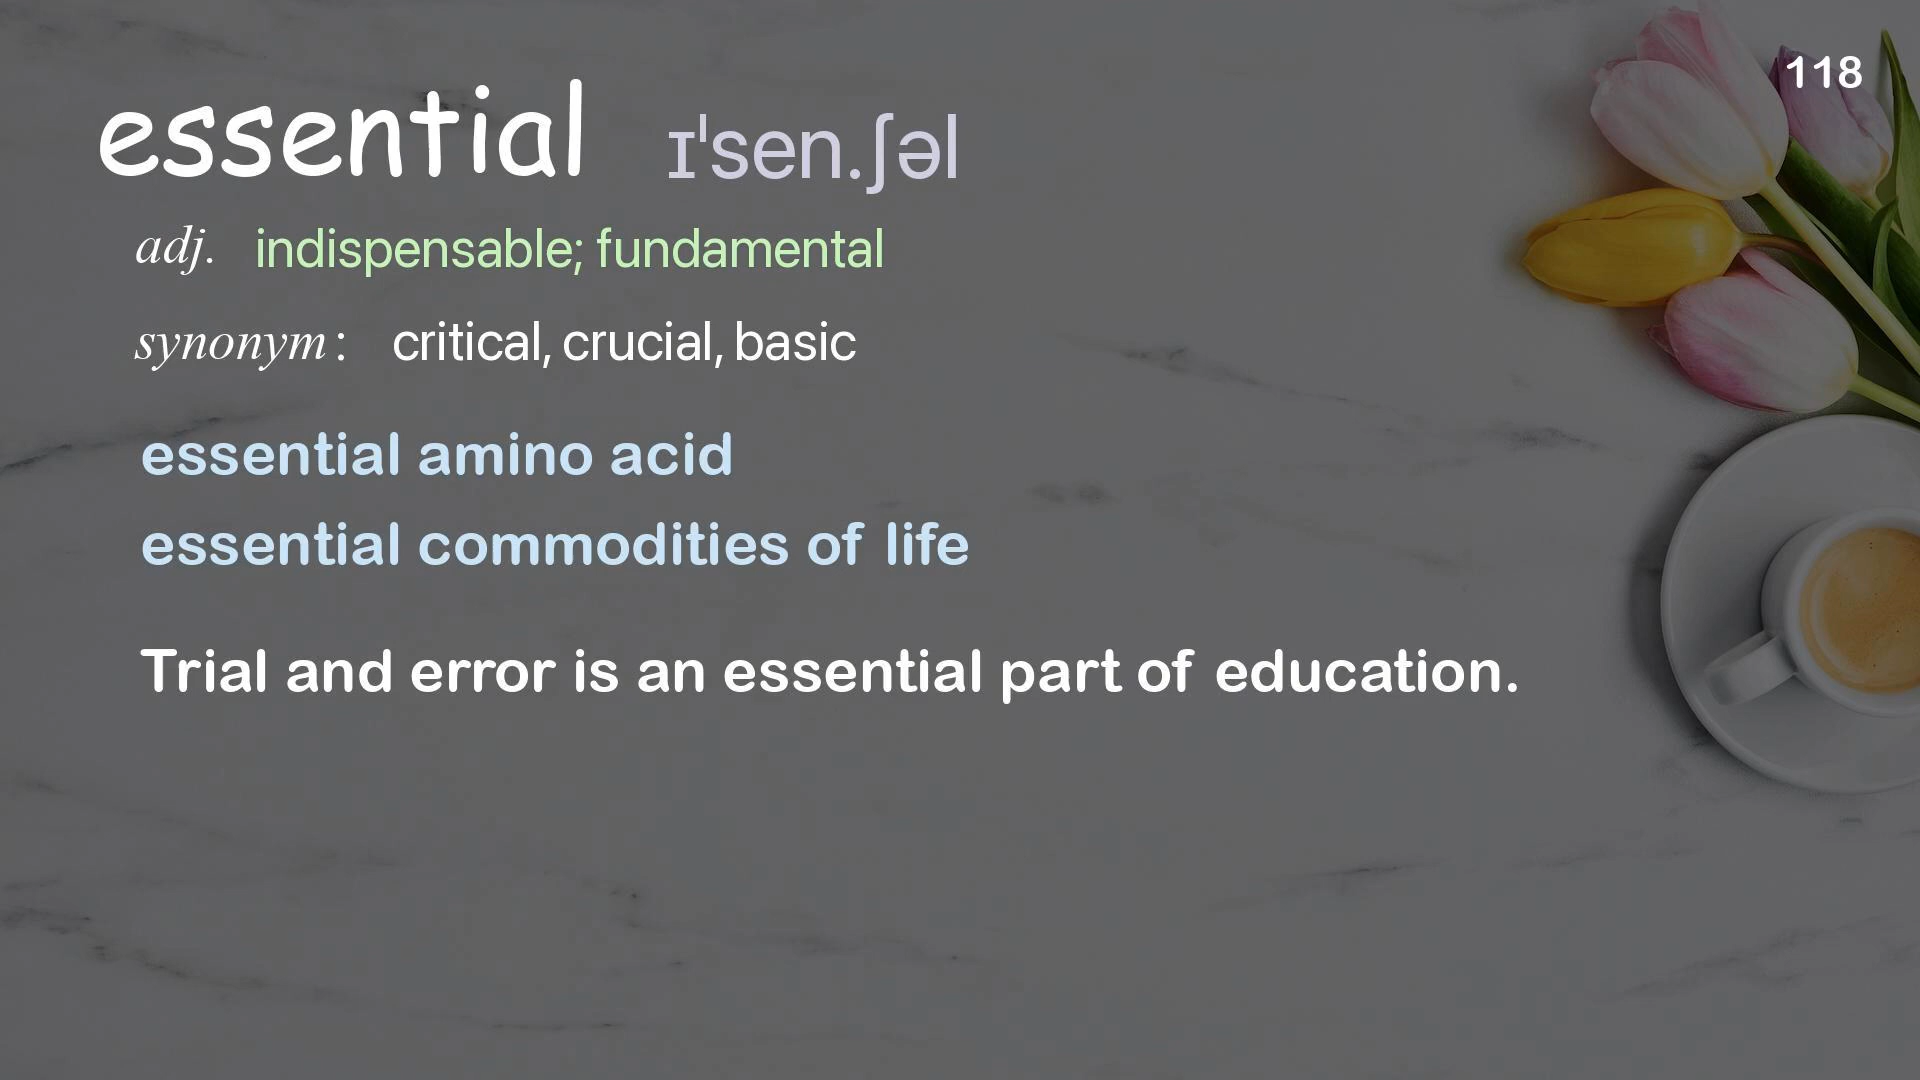 118
essential ɪˈsen.ʃəl
adj. indispensable; fundamental
synonym: critical, crucial, basic
essential amino acid
essential commodities of life
Trial and error is an essential part of education.